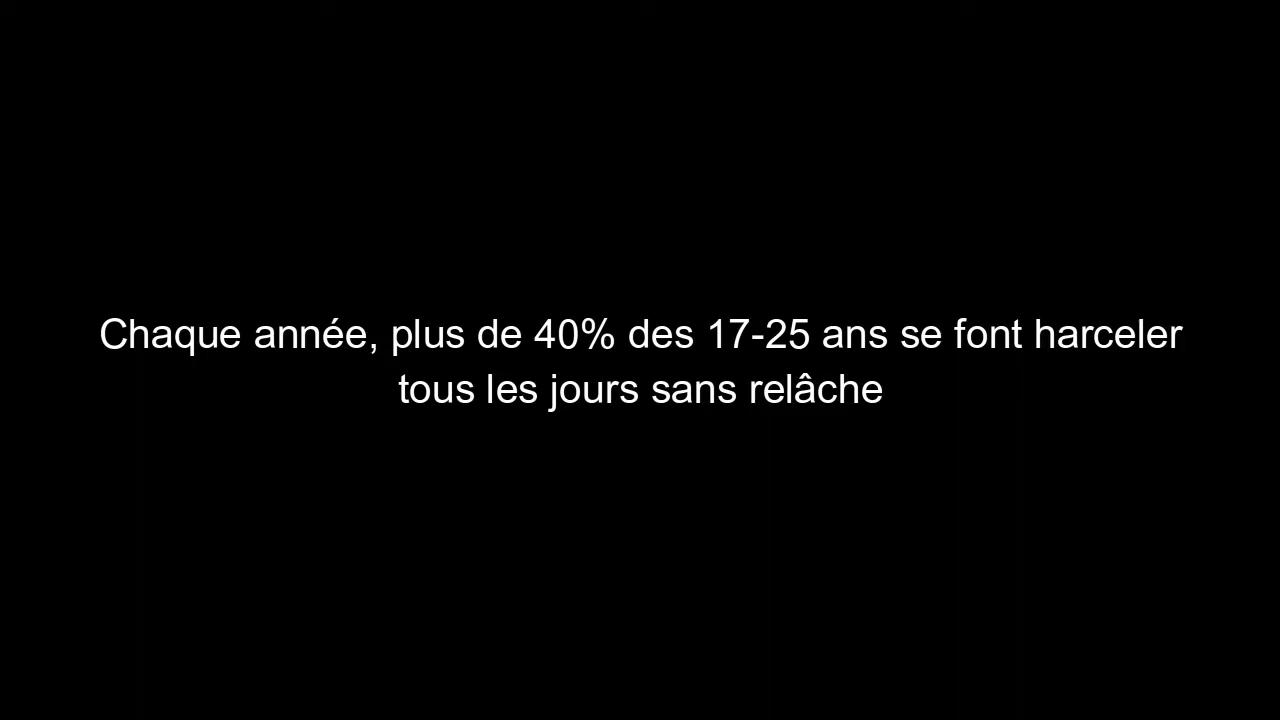 Chaque année, plus de 40% des 17-25 ans se font harceler
tous les jours sans relâche